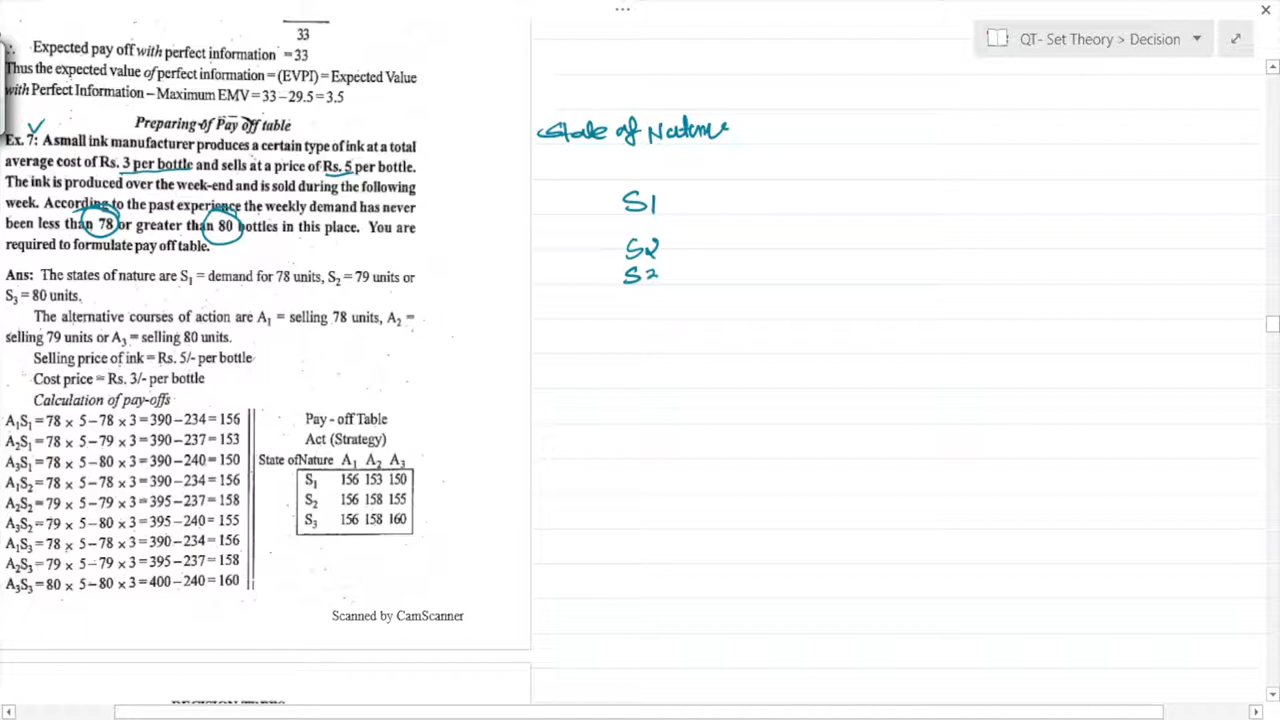 33
∴ Expected pay off with perfect information = 33
Thus the expected value of perfect information = (EVPI) = Expected Value
with Perfect Information – Maximum EMV = 33 – 29.5 = 3.5
Preparing of Pay off table
Ex. 7: A small ink manufacturer produces a certain type of ink at a total
average cost of Rs. 3 per bottle and sells at a price of Rs. 5 per bottle.
The ink is produced over the week-end and is sold during the following
week. According to the past experience the weekly demand has never
been less than 78 or greater than 80 bottles in this place. You are
required to formulate pay off table.
Ans: The states of nature are S1 = demand for 78 units, S2 = 79 units or
S3 = 80 units.
The alternative courses of action are A1 = selling 78 units, A2 =
selling 79 units or A3 = selling 80 units.
Selling price of ink = Rs. 5/- per bottle
Cost price = Rs. 3/- per bottle
Calculation of pay-offs
A1S1 = 78 × 5 – 78 × 3 = 390 – 234 = 156
A2S1 = 78 × 5 – 79 × 3 = 390 – 237 = 153
A3S1 = 78 × 5 – 80 × 3 = 390 – 240 = 150
A1S2 = 78 × 5 – 78 × 3 = 390 – 234 = 156
A2S2 = 79 × 5 – 79 × 3 = 395 – 237 = 158
A3S2 = 79 × 5 – 80 × 3 = 395 – 240 = 155
A1S3 = 78 × 5 – 78 × 3 = 390 – 234 = 156
A2S3 = 79 × 5 – 79 × 3 = 395 – 237 = 158
A3S3 = 80 × 5 – 80 × 3 = 400 – 240 = 160
Pay - off Table
Act (Strategy)
State of Nature A1 A2 A3
S1 156 153 150
S2 156 158 155
S3 156 158 160
Scanned by CamScanner
QT- Set Theory > Decision
State of Nature
S1
S2